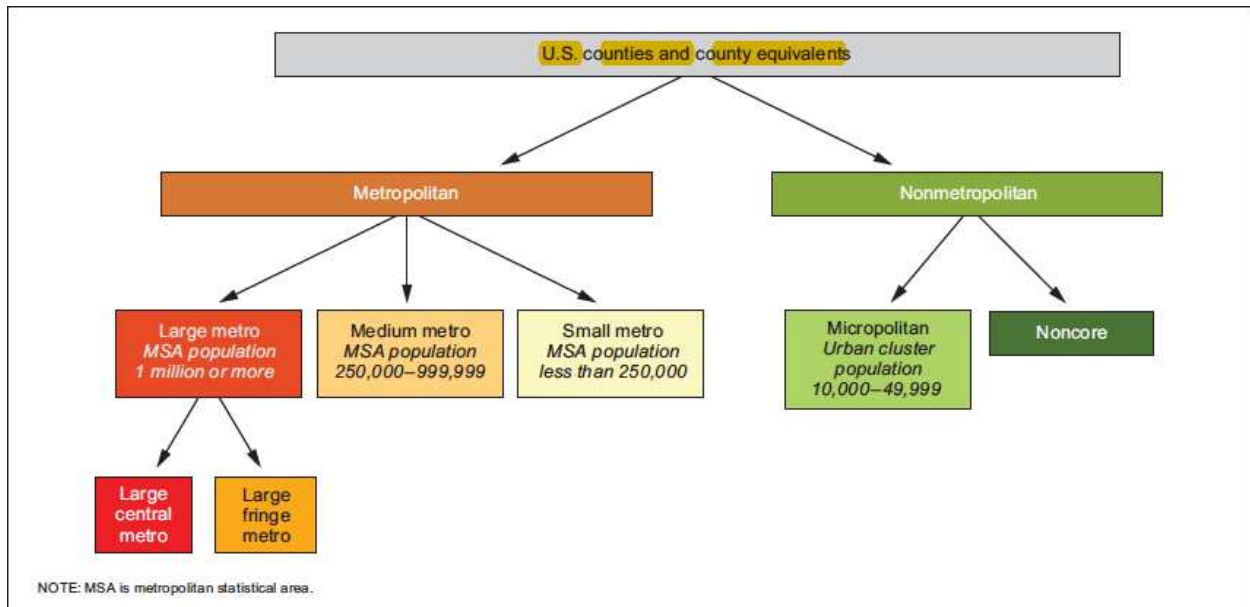 U.S. counties and county equivalents
Metropolitan
Nonmetropolitan
Large metro
MSA population
1 million or more
Medium metro
MSA population
250,000–999,999
Small metro
MSA population
less than 250,000
Micropolitan
Urban cluster
population
10,000–49,999
Noncore
Large
central
metro
Large
fringe
metro
NOTE: MSA is metropolitan statistical area.